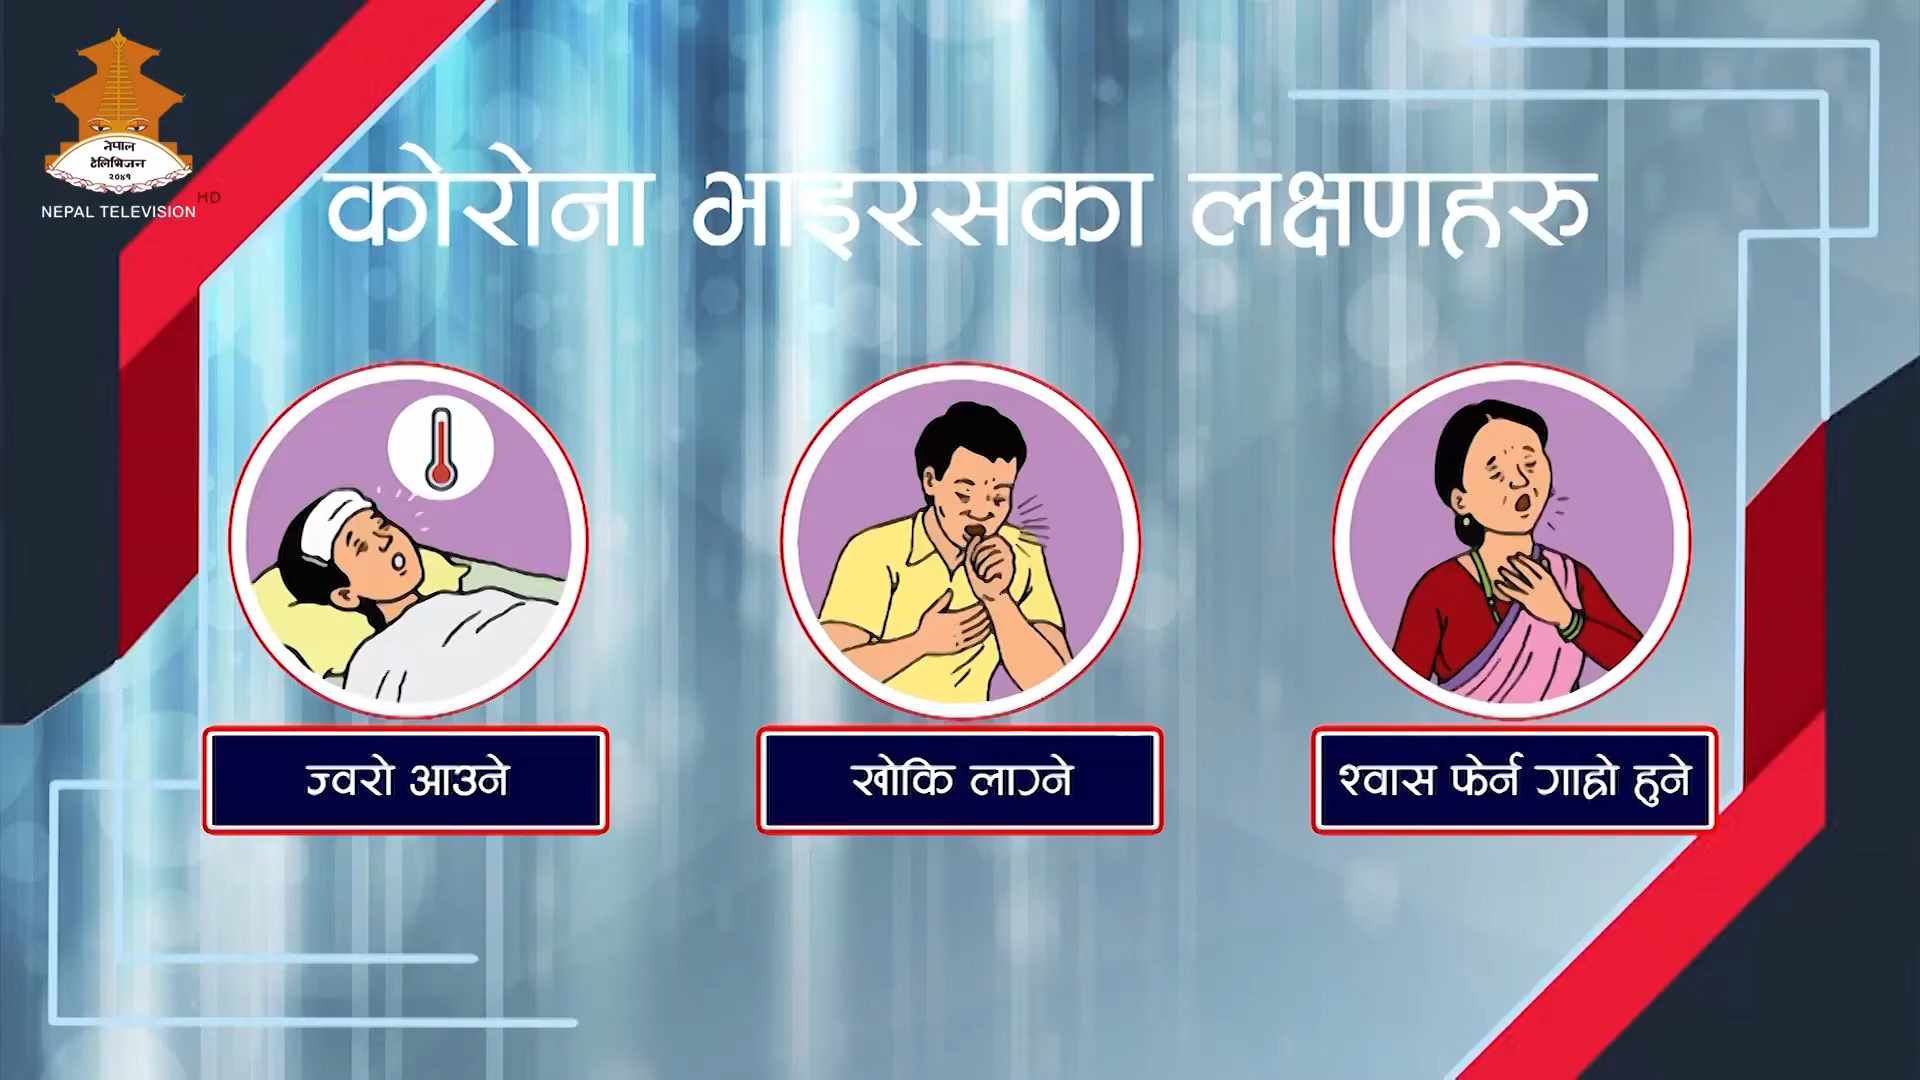 नेपाल
टेलिभिजन
२०४१
NEPAL TELEVISION
HD
कोरोना भाइरसका लक्षणहरु
ज्वरो आउने
खोकि लाग्ने
श्वास फेर्न गाह्रो हुने